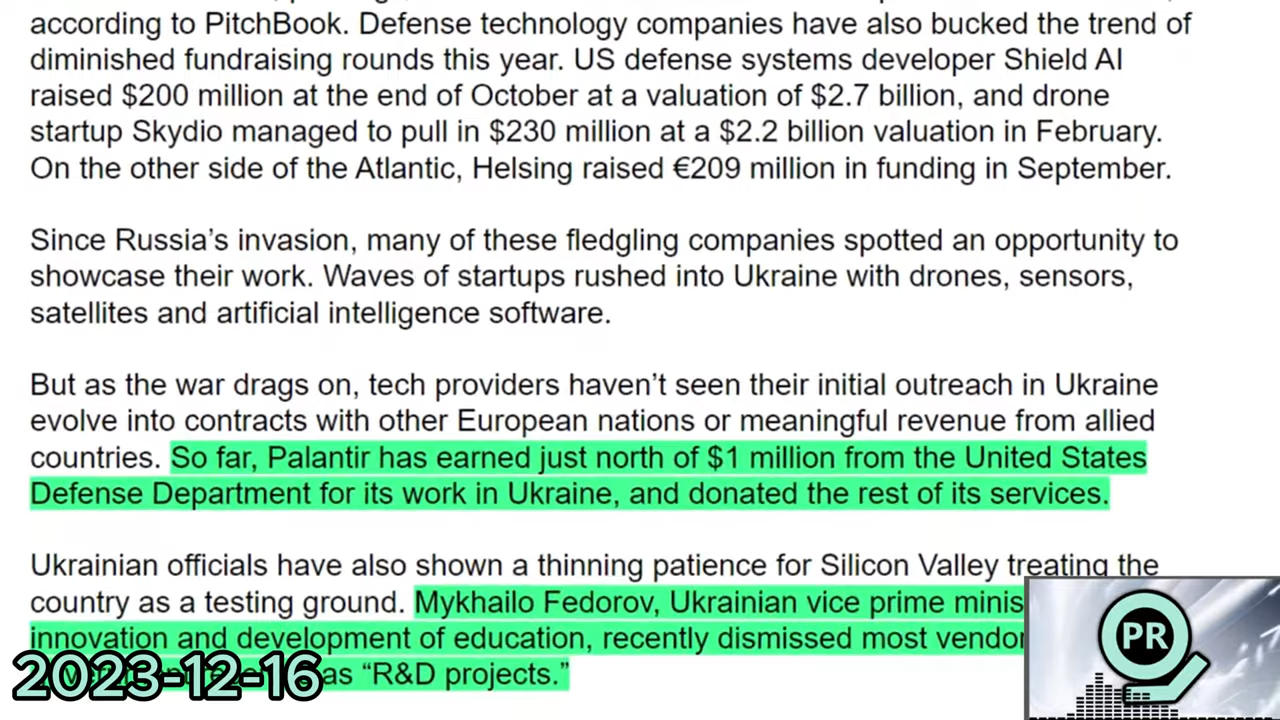 according to PitchBook. Defense technology companies have also bucked the trend of
diminished fundraising rounds this year. US defense systems developer Shield AI
raised $200 million at the end of October at a valuation of $2.7 billion, and drone
startup Skydio managed to pull in $230 million at a $2.2 billion valuation in February.
On the other side of the Atlantic, Helsing raised €209 million in funding in September.
Since Russia’s invasion, many of these fledgling companies spotted an opportunity to
showcase their work. Waves of startups rushed into Ukraine with drones, sensors,
satellites and artificial intelligence software.
But as the war drags on, tech providers haven’t seen their initial outreach in Ukraine
evolve into contracts with other European nations or meaningful revenue from allied
countries. So far, Palantir has earned just north of $1 million from the United States
Defense Department for its work in Ukraine, and donated the rest of its services.
Ukrainian officials have also shown a thinning patience for Silicon Valley treating the
country as a testing ground. Mykhailo Fedorov, Ukrainian vice prime minis
innovation and development of education, recently dismissed most vendor
as “R&D projects.”
2023-12-16
PR